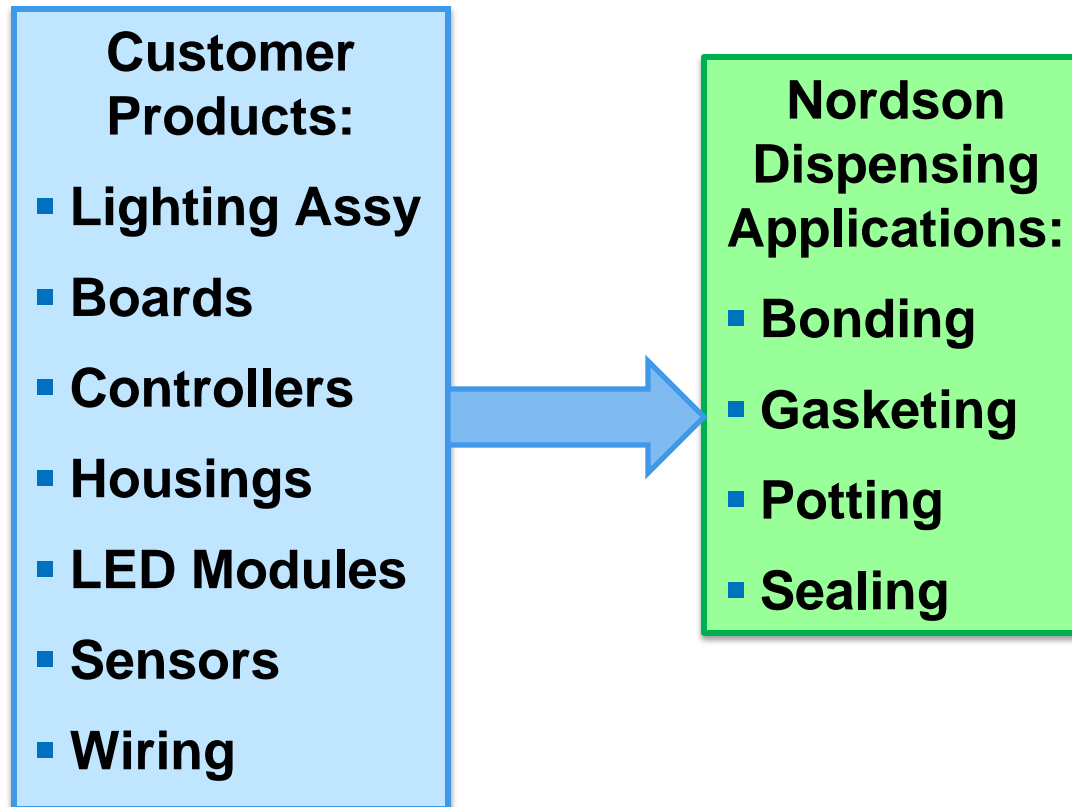 Customer
Products:
▪ Lighting Assy
▪ Boards
▪ Controllers
▪ Housings
▪ LED Modules
▪ Sensors
▪ Wiring
Nordson
Dispensing
Applications:
▪ Bonding
▪ Gasketing
▪ Potting
▪ Sealing